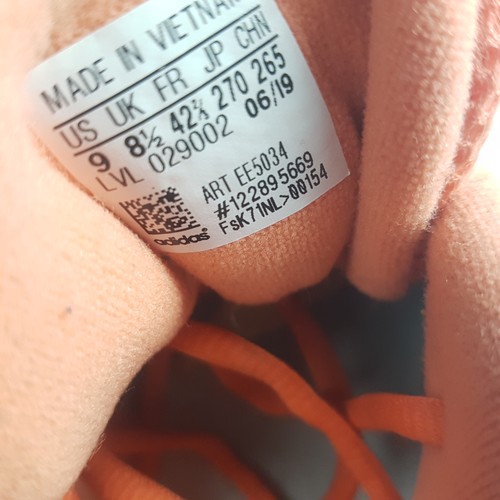 MADE IN VIETNAM
US UK FR JP CHN
9 8½ 42⅔ 270 265
LVL 029002 06/19
ART EE5034
#122895669
FsK71NL>00154
adidas